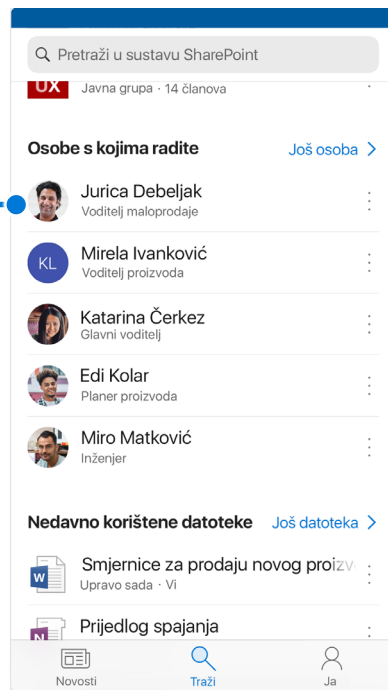 Pretraži u sustavu SharePoint
UX
Javna grupa · 14 članova
Osobe s kojima radite
Još osoba
Jurica Debeljak
Voditelj maloprodaje
KL
Mirela Ivanković
Voditelj proizvoda
Katarina Čerkez
Glavni voditelj
Edi Kolar
Planer proizvoda
Miro Matković
Inženjer
Nedavno korištene datoteke
Još datoteka
W
Smjernice za prodaju novog proizv
Upravo sada · Vi
N
Prijedlog spajanja
Novosti
Traži
Ja